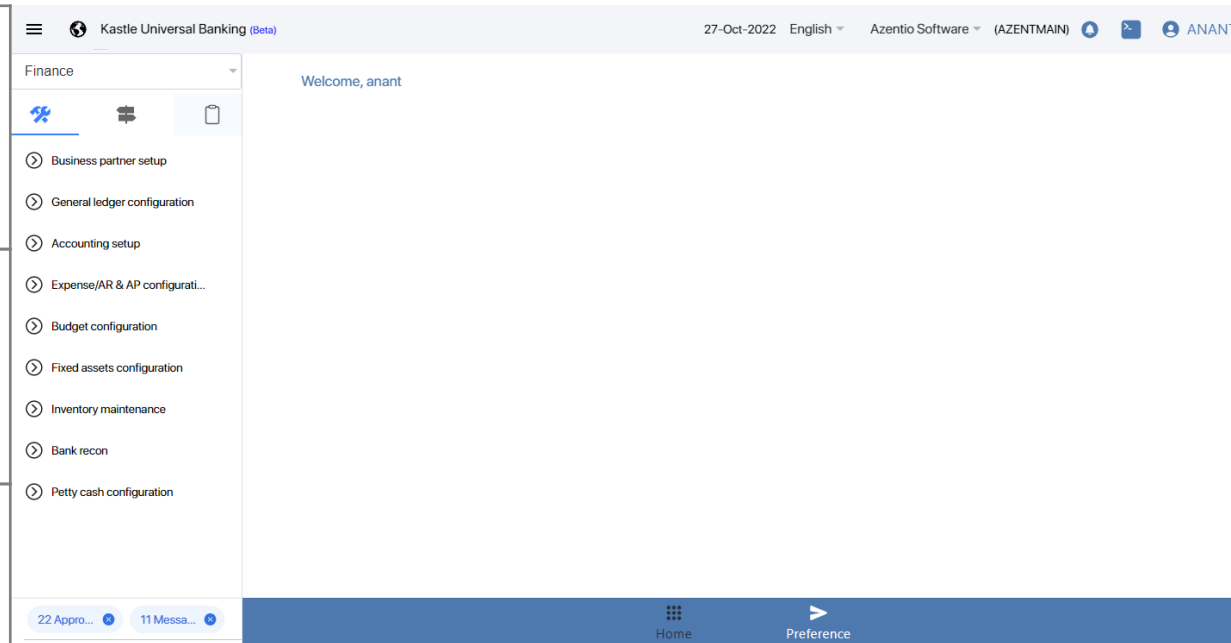 Kastle Universal Banking (Beta)
27-Oct-2022 English Azentio Software (AZENTMAIN) ANANT
Finance
Welcome, anant
Business partner setup
General ledger configuration
Accounting setup
Expense/AR & AP configurati...
Budget configuration
Fixed assets configuration
Inventory maintenance
Bank recon
Petty cash configuration
22 Appro... 11 Messa...
Home Preference